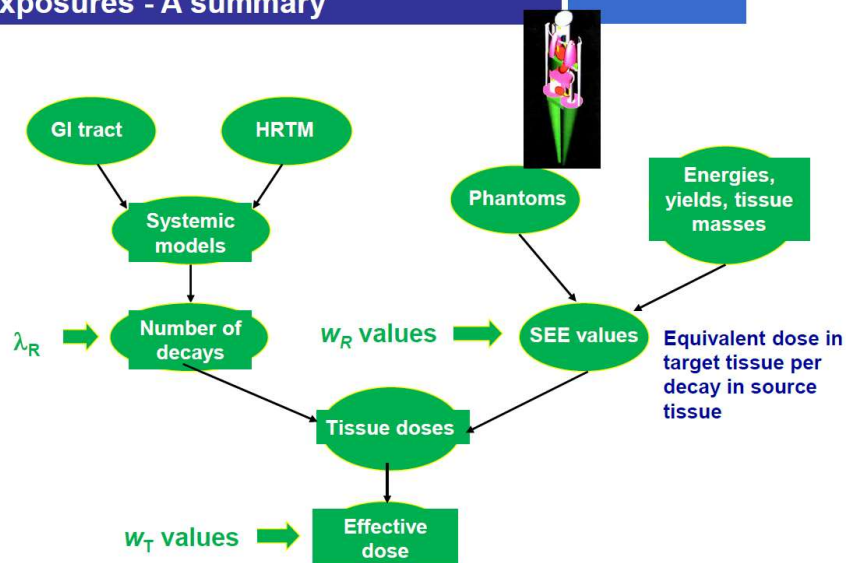 xposures - A summary
GI tract
HRTM
Systemic
models
Phantoms
Energies,
yields, tissue
masses
λR
Number of
decays
wR values
SEE values
Equivalent dose in
target tissue per
decay in source
tissue
Tissue doses
wT values
Effective
dose